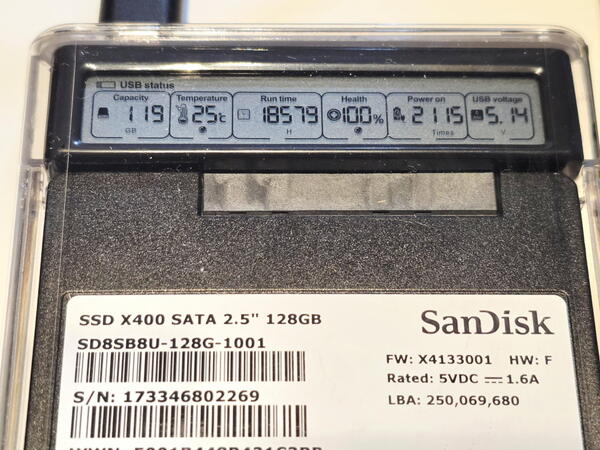 USB status
Capacity Temperature Run time Health Power on USB voltage
119 25c 18579 100% 2115 5.14
GB H Times V
SSD X400 SATA 2.5" 128GB
SanDisk
SD8SB8U-128G-1001
FW: X4133001 HW: F
Rated: 5VDC ⎓ 1.6A
S/N: 173346802269
LBA: 250,069,680